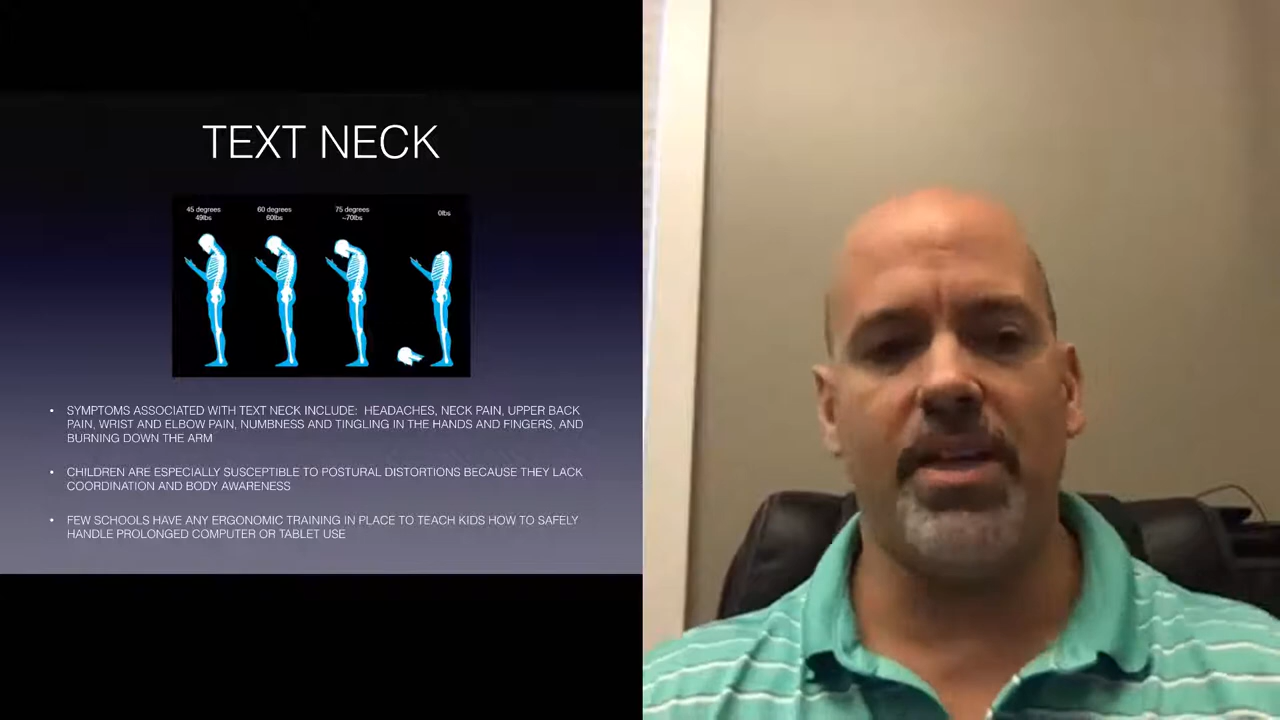 TEXT NECK
45 degrees
49lbs
60 degrees
60lbs
75 degrees
~70lbs
0lbs
• SYMPTOMS ASSOCIATED WITH TEXT NECK INCLUDE: HEADACHES, NECK PAIN, UPPER BACK
PAIN, WRIST AND ELBOW PAIN, NUMBNESS AND TINGLING IN THE HANDS AND FINGERS, AND
BURNING DOWN THE ARM
• CHILDREN ARE ESPECIALLY SUSCEPTIBLE TO POSTURAL DISTORTIONS BECAUSE THEY LACK
COORDINATION AND BODY AWARENESS
• FEW SCHOOLS HAVE ANY ERGONOMIC TRAINING IN PLACE TO TEACH KIDS HOW TO SAFELY
HANDLE PROLONGED COMPUTER OR TABLET USE